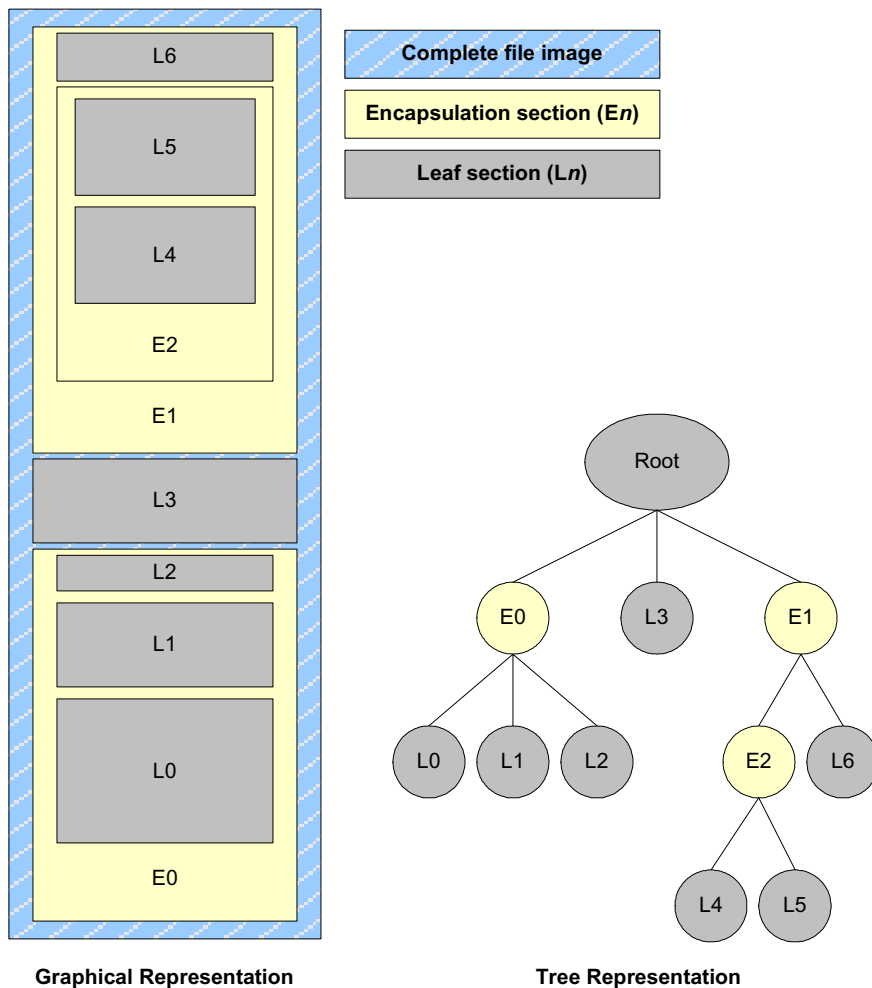 L6
L5
L4
E2
E1
L3
L2
L1
L0
E0
Complete file image
Encapsulation section (En)
Leaf section (Ln)
Root
E0
L3
E1
L0
L1
L2
E2
L6
L4
L5
Graphical Representation
Tree Representation